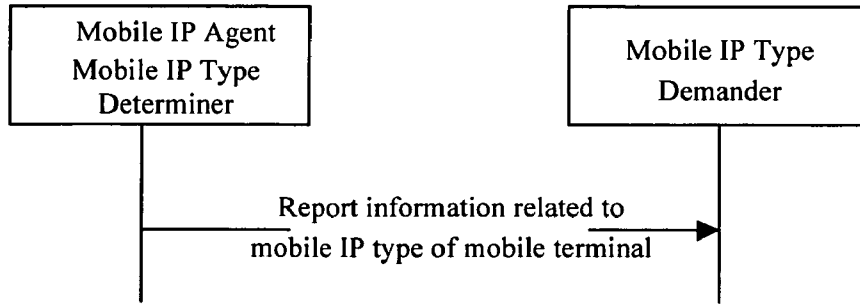 Mobile IP Agent
Mobile IP Type
Determiner
Mobile IP Type
Demander
Report information related to
mobile IP type of mobile terminal